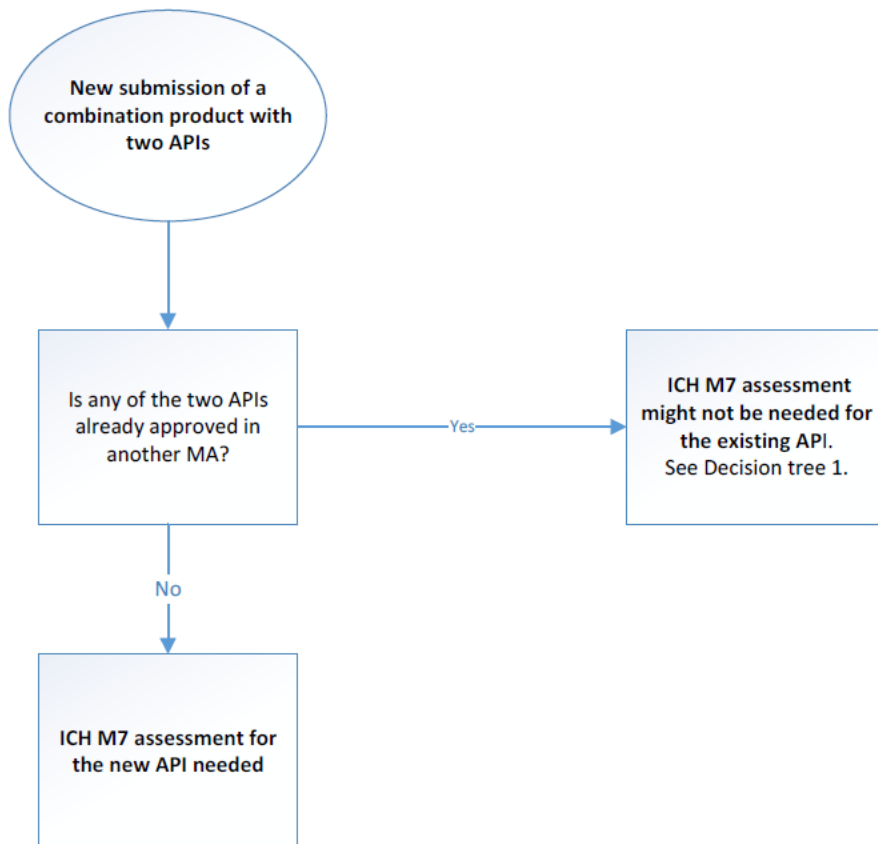 New submission of a
combination product with
two APIs
Is any of the two APIs
already approved in
another MA?
Yes
ICH M7 assessment
might not be needed for
the existing API.
See Decision tree 1.
No
ICH M7 assessment for
the new API needed